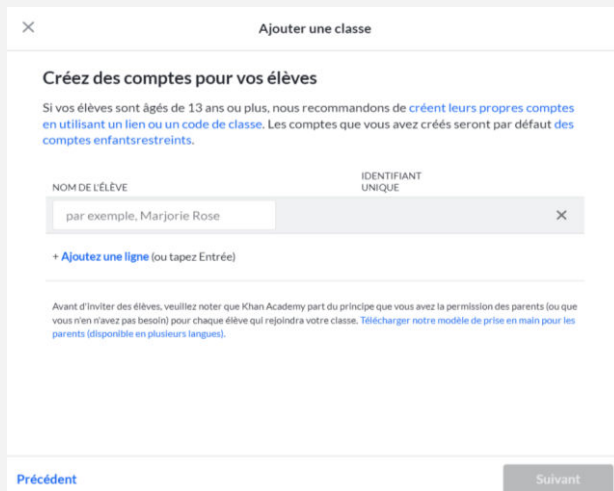 Ajouter une classe
Créez des comptes pour vos élèves
Si vos élèves sont âgés de 13 ans ou plus, nous recommandons de créent leurs propres comptes
en utilisant un lien ou un code de classe. Les comptes que vous avez créés seront par défaut des
comptes enfantsrestreints.
NOM DE L'ÉLÈVE
IDENTIFIANT
UNIQUE
par exemple, Marjorie Rose
+ Ajoutez une ligne (ou tapez Entrée)
Avant d'inviter des élèves, veuillez noter que Khan Academy part du principe que vous avez la permission des parents (ou que
vous n'en n'avez pas besoin) pour chaque élève qui rejoindra votre classe. Télécharger notre modèle de prise en main pour les
parents (disponible en plusieurs langues).
Précédent
Suivant